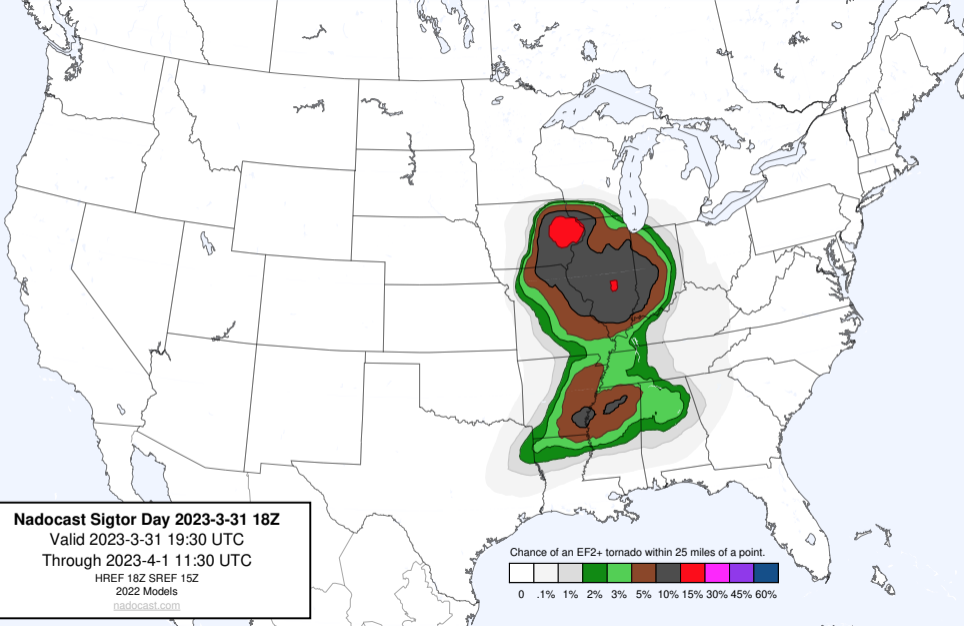 Nadocast Sigtor Day 2023-3-31 18Z
Valid 2023-3-31 19:30 UTC
Through 2023-4-1 11:30 UTC
HREF 18Z SREF 15Z
2022 Models
nadocast.com
Chance of an EF2+ tornado within 25 miles of a point.
0 .1% 1% 2% 3% 5% 10% 15% 30% 45% 60%